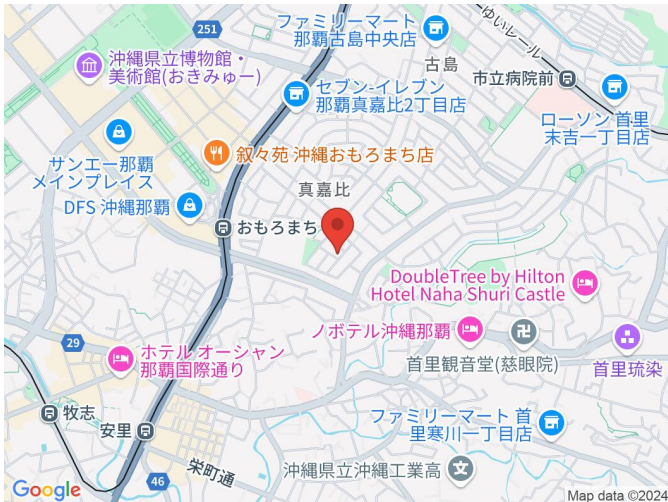 ファミリーマート
那覇古島中央店
251
ゆいレール
沖縄県立博物館・
美術館(おきみゅー)
古島
市立病院前
セブン-イレブン
那覇真嘉比2丁目店
ローソン 首里
末吉一丁目店
サンエー那覇
メインプレイス
叙々苑 沖縄おもろまち店
真嘉比
DFS 沖縄那覇
おもろまち
DoubleTree by Hilton
Hotel Naha Shuri Castle
ノボテル沖縄那覇
29
ホテル オーシャン
那覇国際通り
首里観音堂(慈眼院)
首里琉染
牧志
安里
ファミリーマート 首
里寒川一丁目店
栄町通
46
沖縄県立沖縄工業高
Google
Map data ©2024